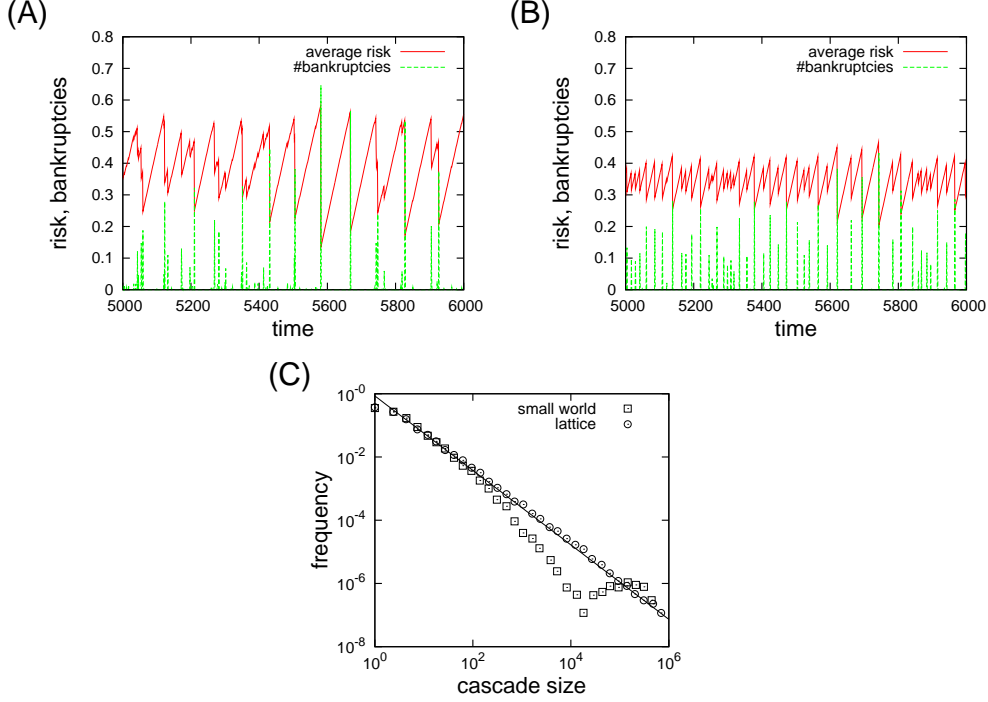 (A)
risk, bankruptcies
0.8
0.7
0.6
0.5
0.4
0.3
0.2
0.1
0
average risk
#bankruptcies
5000 5200 5400 5600 5800 6000
time
(B)
risk, bankruptcies
0.8
0.7
0.6
0.5
0.4
0.3
0.2
0.1
0
average risk
#bankruptcies
5000 5200 5400 5600 5800 6000
time
(C)
frequency
10^-0
10^-2
10^-4
10^-6
10^-8
small world
lattice
10^0 10^2 10^4 10^6
cascade size